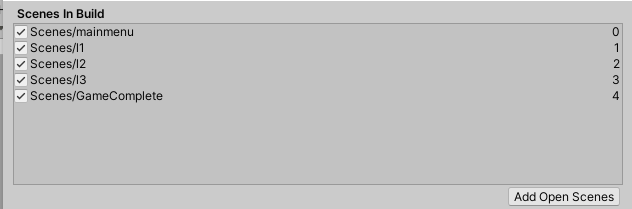 Scenes In Build
Scenes/mainmenu 0
Scenes/l1 1
Scenes/l2 2
Scenes/l3 3
Scenes/GameComplete 4
Add Open Scenes